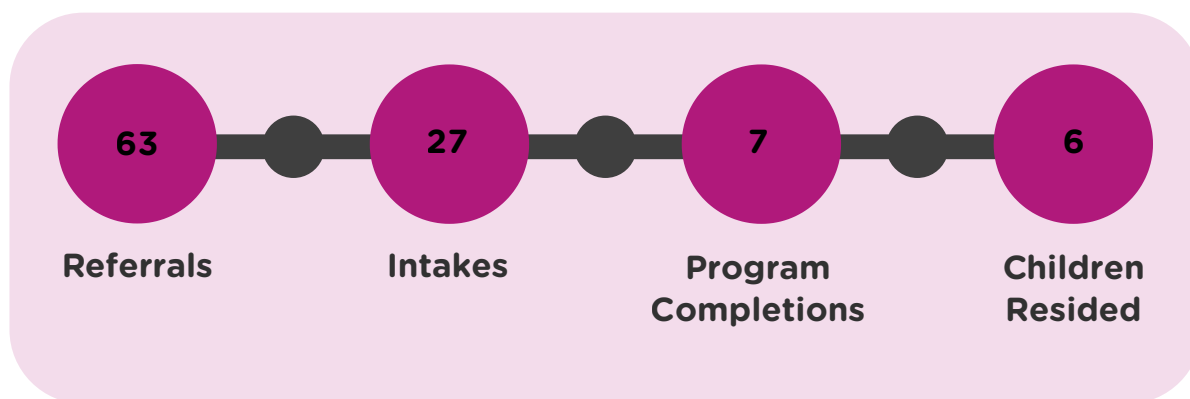 63
27
7
6
Referrals
Intakes
Program
Completions
Children
Resided